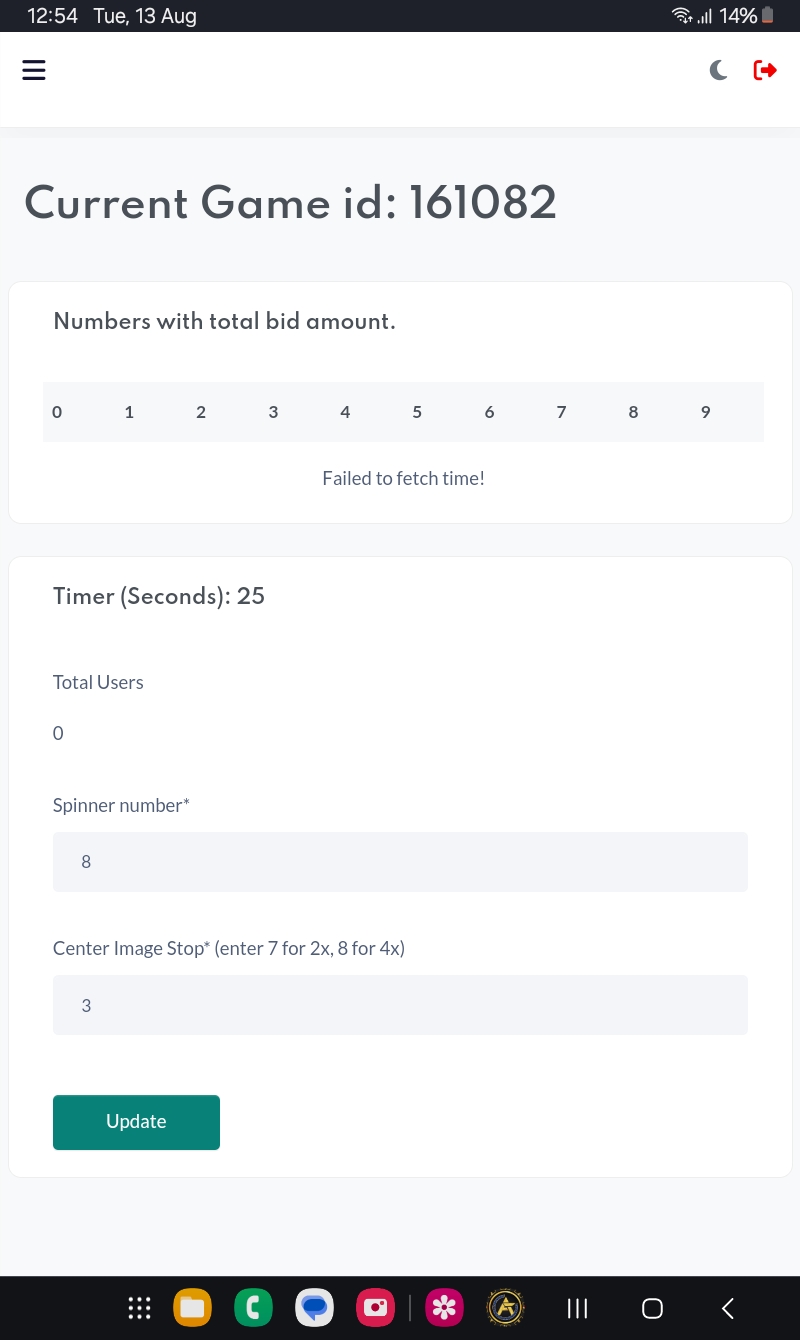 12:54 Tue, 13 Aug 14%
Current Game id: 161082
Numbers with total bid amount.
0 1 2 3 4 5 6 7 8 9
Failed to fetch time!
Timer (Seconds): 25
Total Users
0
Spinner number*
8
Center Image Stop* (enter 7 for 2x, 8 for 4x)
3
Update